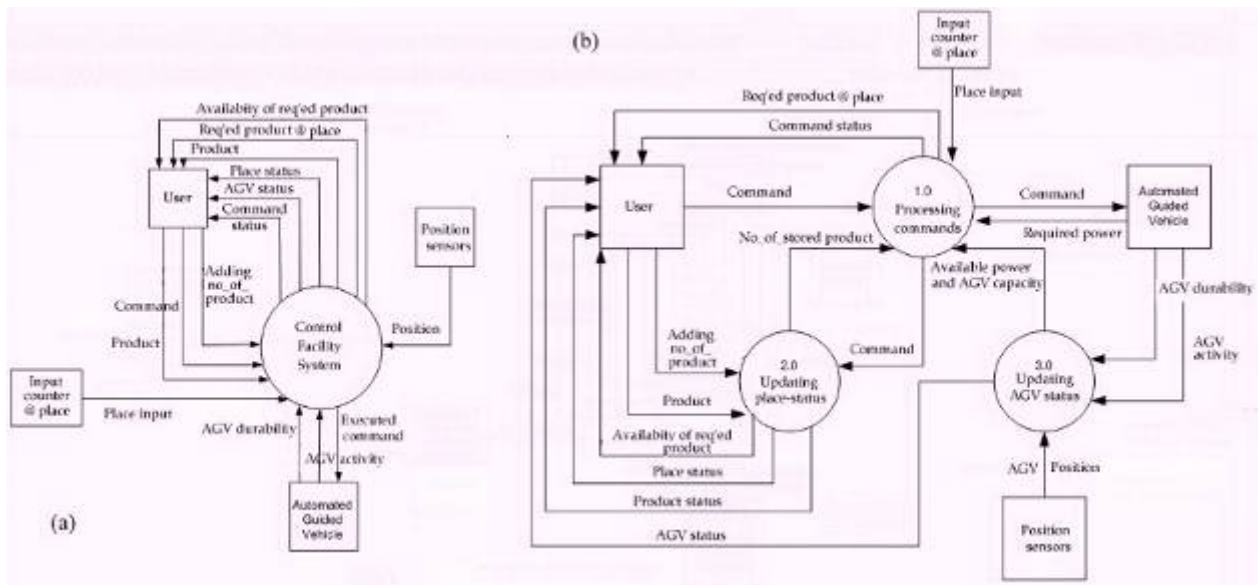 (a)
Availabity of req'ed product
Req'ed product @ place
Product
Place status
AGV status
Command
status
User
Position
sensors
Adding
no_of_
product
Command
Product
Control
Facility
System
Position
Input
counter
@ place
Place input
AGV durability
Executed
command
AGV activity
Automated
Guided
Vehicle
(b)
Input
counter
@ place
Place input
Req'ed product @ place
Command status
User
Command
1.0
Processing
commands
Command
Required power
Automated
Guided
Vehicle
No_of_stored product
Available power
and AGV capacity
AGV durability
AGV
activity
Adding
no_of_
product
Command
2.0
Updating
place-status
3.0
Updating
AGV status
Product
Availabity of req'ed
product
Place status
Product status
AGV status
AGV Position
Position
sensors